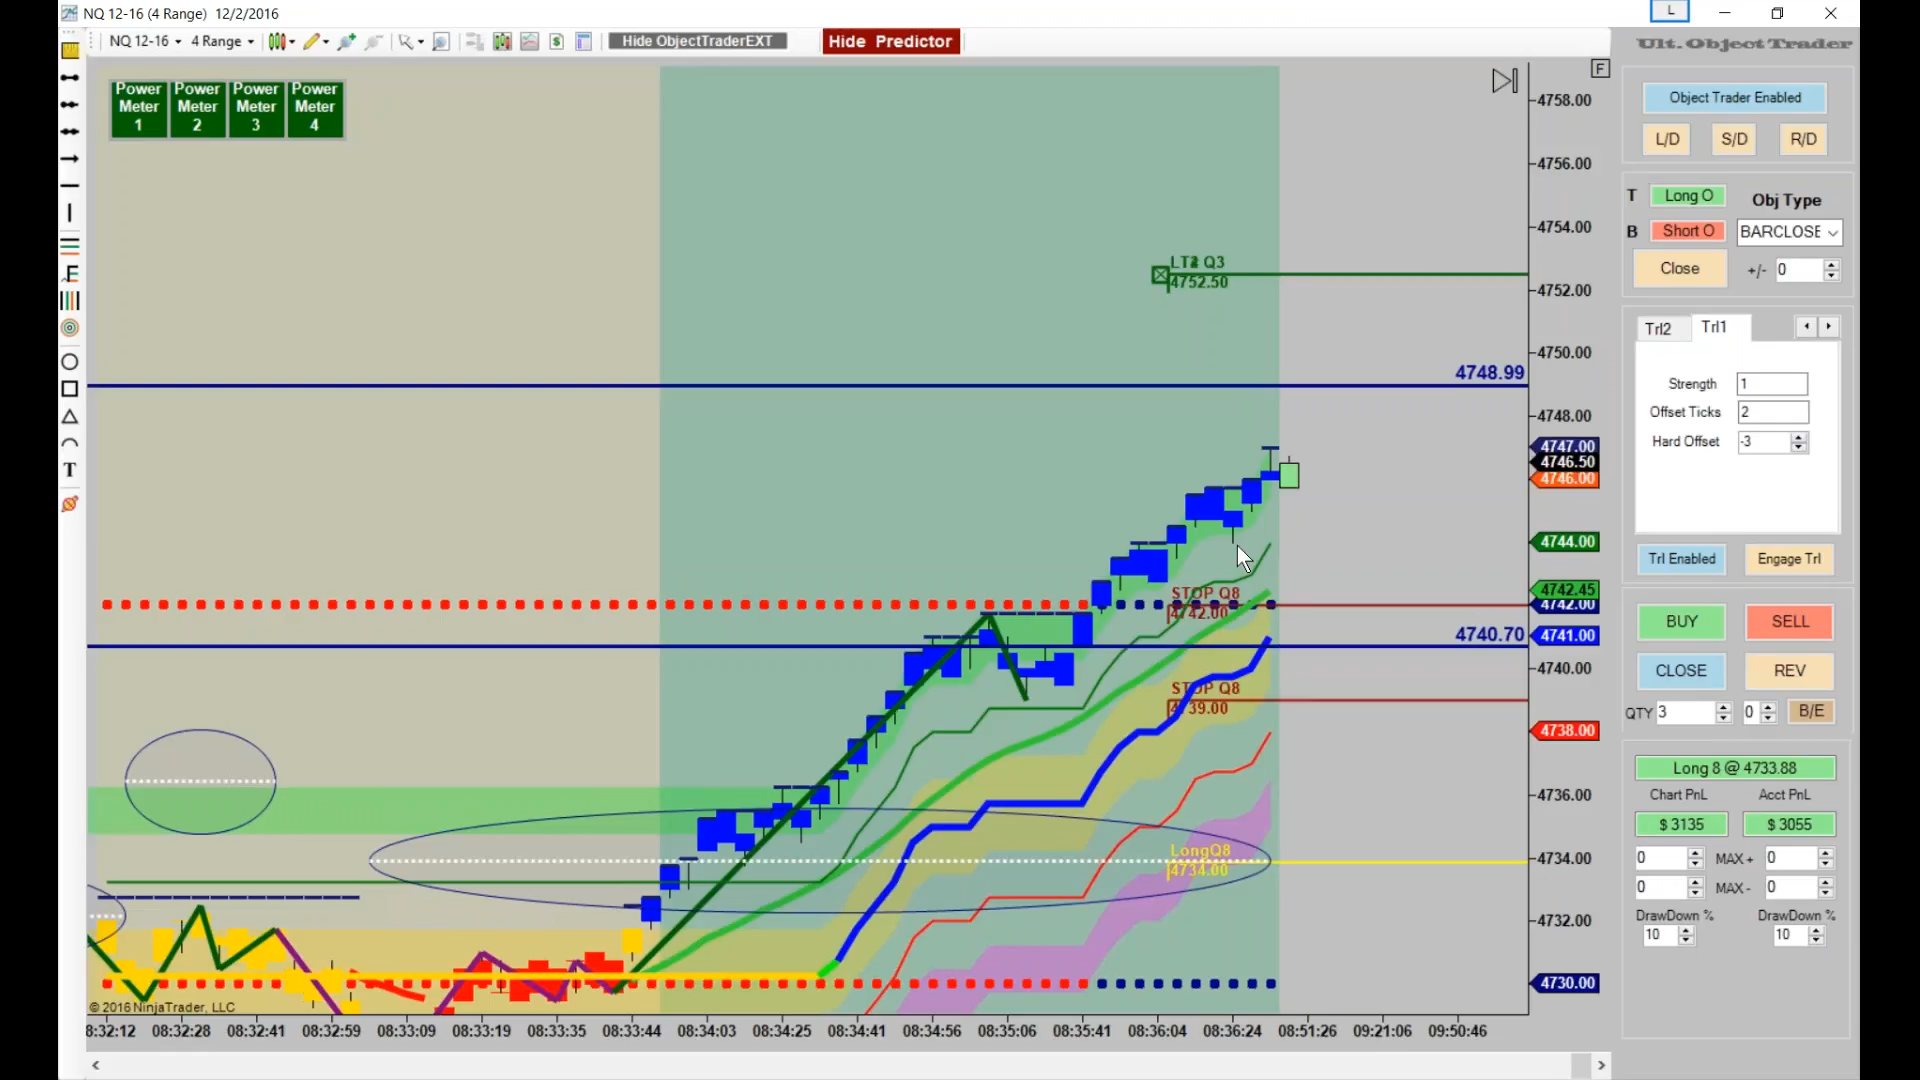 NQ 12-16 (4 Range) 12/2/2016
L
NQ 12-16 4 Range Hide ObjectTraderEXT Hide Predictor
Ult. Object Trader
F
Power Meter 1
Power Meter 2
Power Meter 3
Power Meter 4
4758.00
4756.00
4754.00
4752.00
4750.00
4748.00
4747.00
4746.50
4746.00
4744.00
4742.45
4742.00
4741.00
4740.00
4738.00
4736.00
4734.00
4732.00
4730.00
Q3
4752.50
4748.99
STOP Q8
4742.00
4740.70
STOP Q8
4739.00
LongQ8
4734.00
© 2016 NinjaTrader, LLC
8:32:12 08:32:28 08:32:41 08:32:59 08:33:09 08:33:19 08:33:35 08:33:44 08:34:03 08:34:25 08:34:41 08:34:56 08:35:06 08:35:41 08:36:04 08:36:24 08:51:26 09:21:06 09:50:46
Object Trader Enabled
L/D S/D R/D
T Long O Obj Type
B Short O BARCLOSE
Close +/- 0
Trl2 Trl1
Strength 1
Offset Ticks 2
Hard Offset -3
Trl Enabled Engage Trl
BUY SELL
CLOSE REV
QTY 3 0 B/E
Long 8 @ 4733.88
Chart PnL Acct PnL
$ 3135 $ 3055
0 MAX + 0
0 MAX - 0
DrawDown % DrawDown %
10 10
E
T